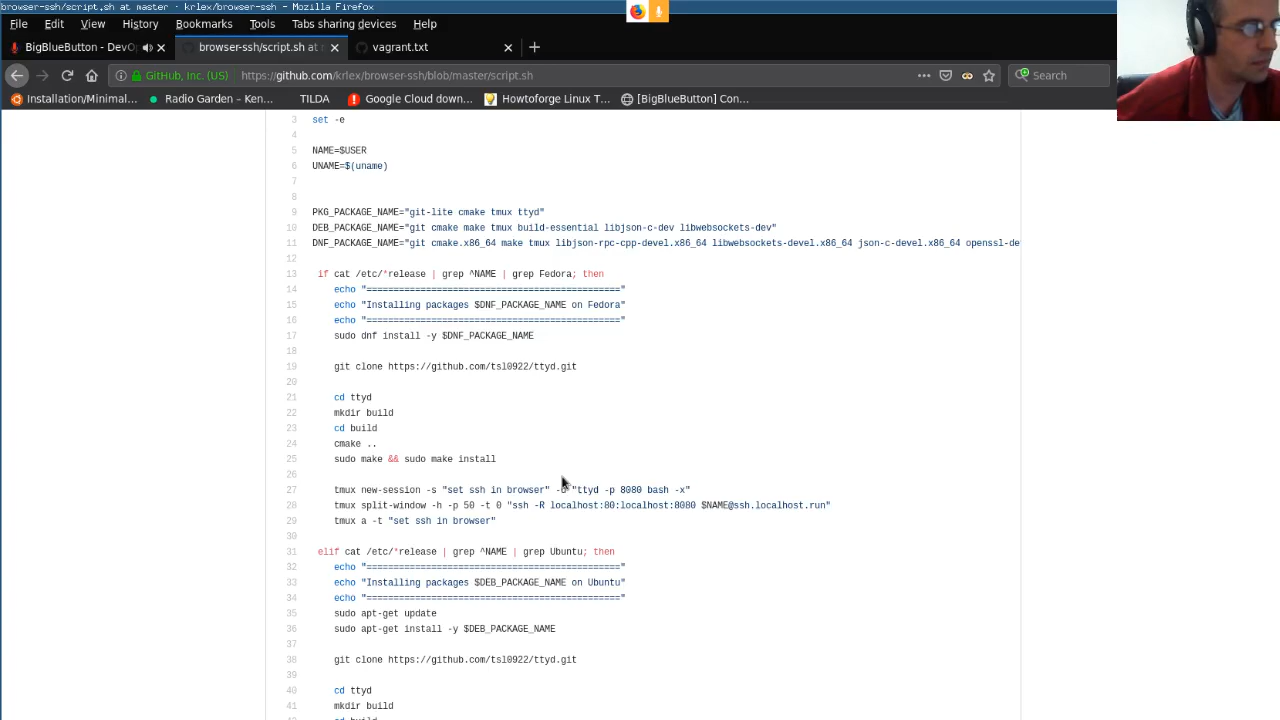 browser-ssh/script.sh at master · krlex/browser-ssh - Mozilla Firefox
File Edit View History Bookmarks Tools Tabs sharing devices Help
BigBlueButton - DevO
browser-ssh/script.sh at
vagrant.txt
GitHub, Inc. (US) https://github.com/krlex/browser-ssh/blob/master/script.sh Search
Installation/Minimal... Radio Garden – Ken... TILDA Google Cloud down... Howtoforge Linux T... [BigBlueButton] Con...
3 set -e
4
5 NAME=$USER
6 UNAME=$(uname)
7
8
9 PKG_PACKAGE_NAME="git-lite cmake tmux ttyd"
10 DEB_PACKAGE_NAME="git cmake make tmux build-essential libjson-c-dev libwebsockets-dev"
11 DNF_PACKAGE_NAME="git cmake.x86_64 make tmux libjson-rpc-cpp-devel.x86_64 libwebsockets-devel.x86_64 json-c-devel.x86_64 openssl-de
12
13 if cat /etc/*release | grep ^NAME | grep Fedora; then
14 echo "==============================================="
15 echo "Installing packages $DNF_PACKAGE_NAME on Fedora"
16 echo "==============================================="
17 sudo dnf install -y $DNF_PACKAGE_NAME
18
19 git clone https://github.com/tsl0922/ttyd.git
20
21 cd ttyd
22 mkdir build
23 cd build
24 cmake ..
25 sudo make && sudo make install
26
27 tmux new-session -s "set ssh in browser" "ttyd -p 8080 bash -x"
28 tmux split-window -h -p 50 -t 0 "ssh -R localhost:80:localhost:8080 $NAME@ssh.localhost.run"
29 tmux a -t "set ssh in browser"
30
31 elif cat /etc/*release | grep ^NAME | grep Ubuntu; then
32 echo "==============================================="
33 echo "Installing packages $DEB_PACKAGE_NAME on Ubuntu"
34 echo "==============================================="
35 sudo apt-get update
36 sudo apt-get install -y $DEB_PACKAGE_NAME
37
38 git clone https://github.com/tsl0922/ttyd.git
39
40 cd ttyd
41 mkdir build
cd build